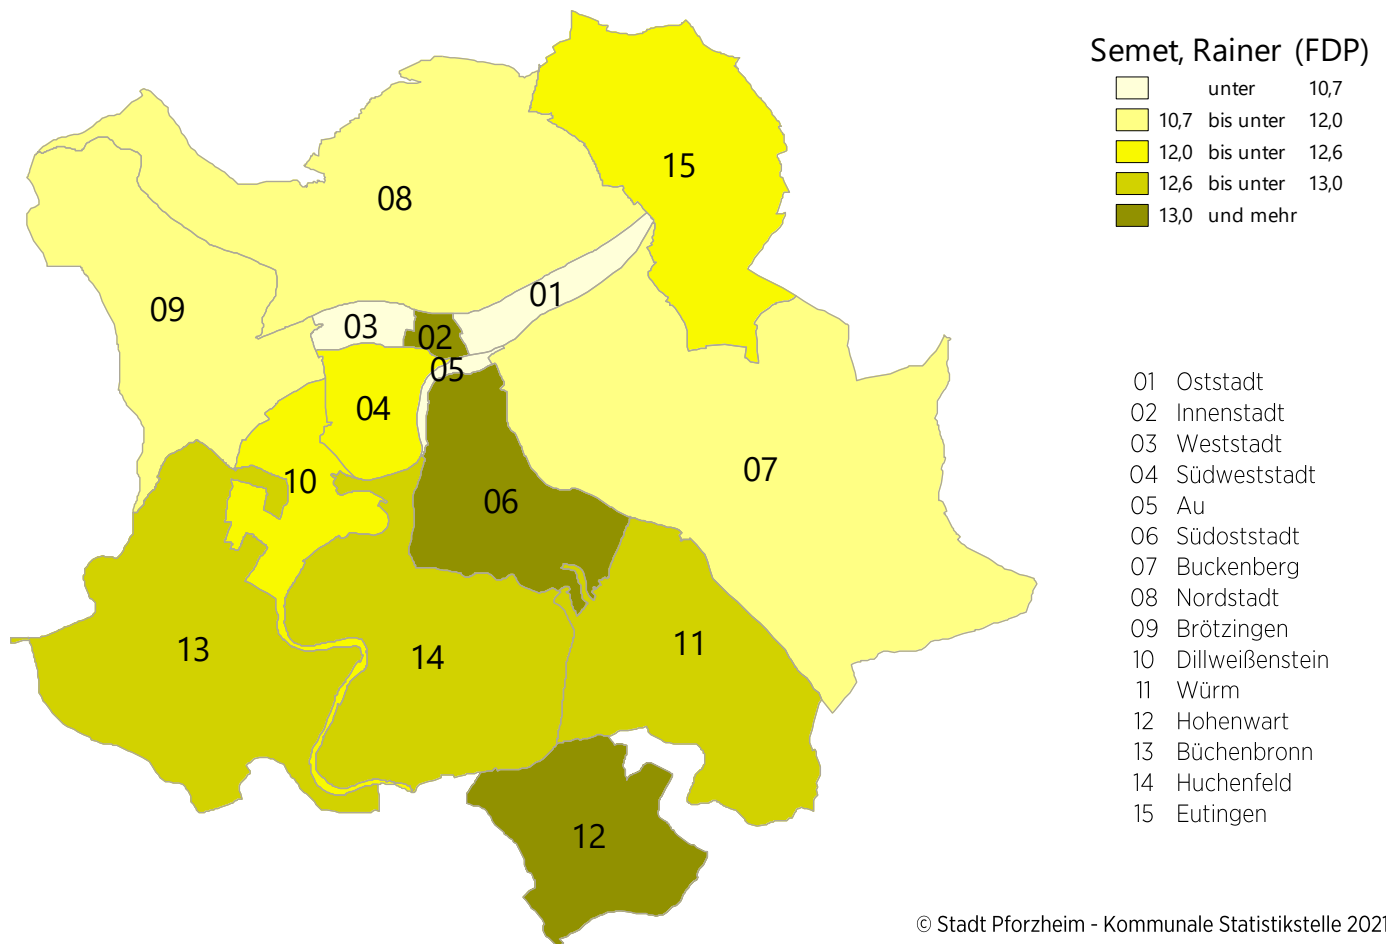 Semet, Rainer (FDP)
unter 10,7
10,7 bis unter 12,0
12,0 bis unter 12,6
12,6 bis unter 13,0
13,0 und mehr
15
08
01
09
03
02
05
04
07
10
06
11
13
14
12
01 Oststadt
02 Innenstadt
03 Weststadt
04 Südweststadt
05 Au
06 Südoststadt
07 Buckenberg
08 Nordstadt
09 Brötzingen
10 Dillweißenstein
11 Würm
12 Hohenwart
13 Büchenbronn
14 Huchenfeld
15 Eutingen
© Stadt Pforzheim - Kommunale Statistikstelle 2021